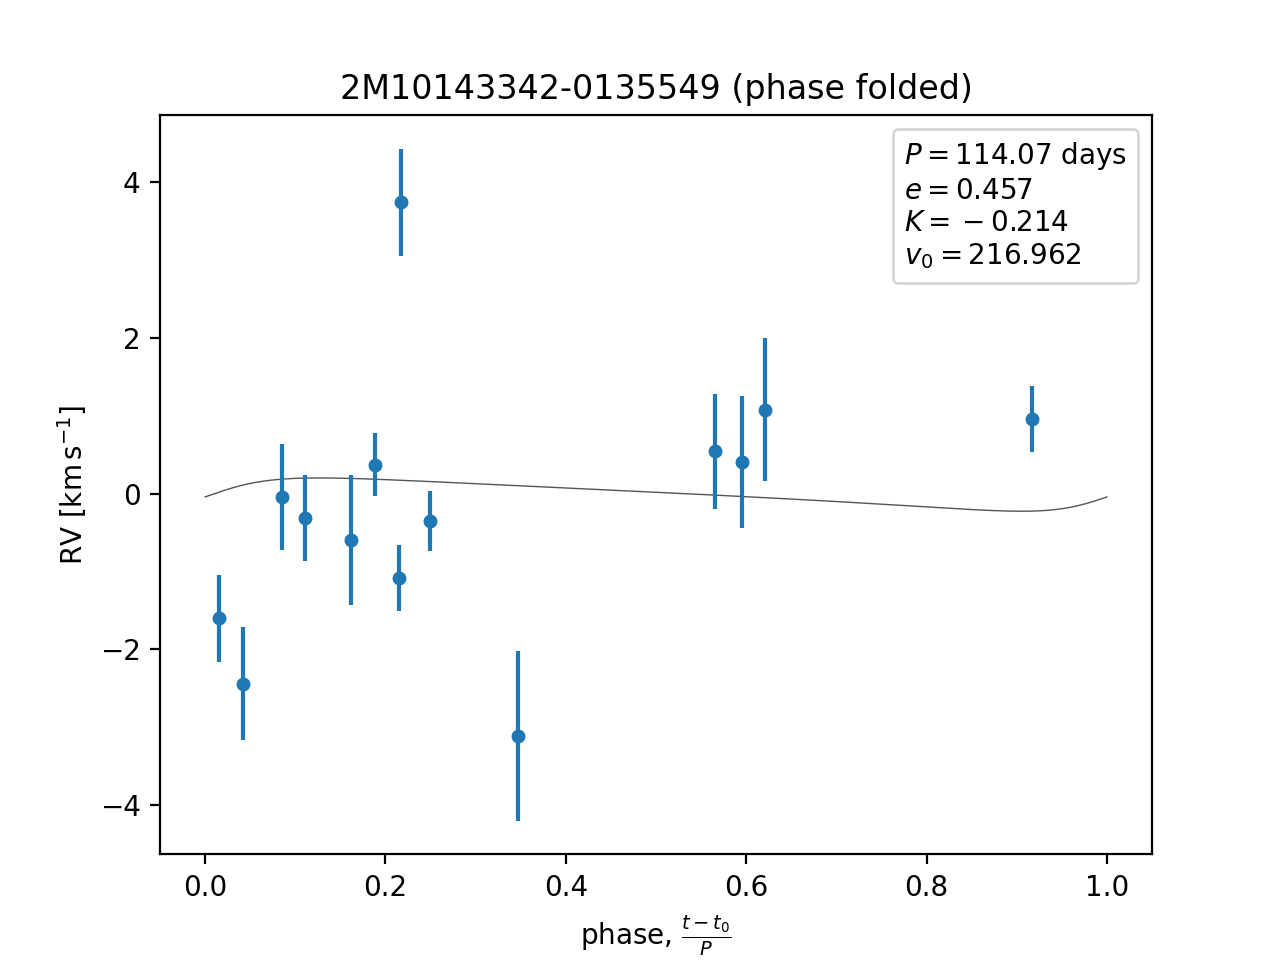 2M10143342-0135549 (phase folded)
P = 114.07 days
e = 0.457
K = −0.214
v₀ = 216.962
4
2
0
−2
−4
RV [km s⁻¹]
0.0 0.2 0.4 0.6 0.8 1.0
phase, (t − t₀)/P